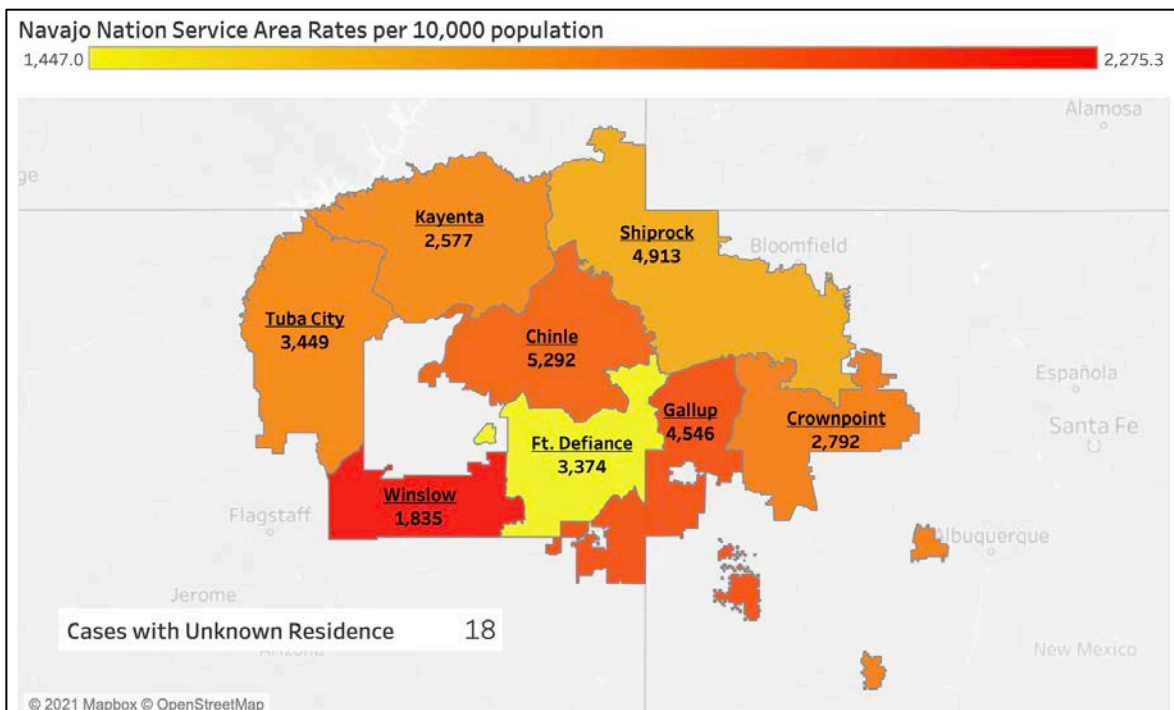 Navajo Nation Service Area Rates per 10,000 population
1,447.0
2,275.3
Alamosa
ge
Kayenta
2,577
Shiprock
4,913
Bloomfield
Tuba City
3,449
Chinle
5,292
Española
Gallup
4,546
Crownpoint
2,792
Santa Fe
Ft. Defiance
3,374
Winslow
1,835
Flagstaff
Albuquerque
Jerome
Cases with Unknown Residence 18
Arizona
New Mexico
© 2021 Mapbox © OpenStreetMap